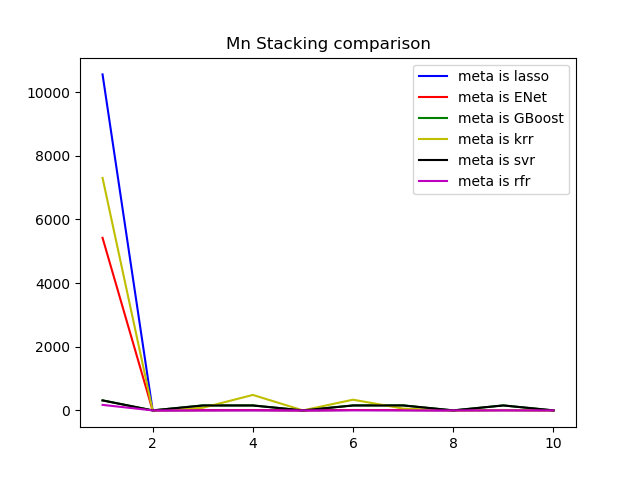 Mn Stacking comparison
meta is lasso
meta is ENet
meta is GBoost
meta is krr
meta is svr
meta is rfr
10000
8000
6000
4000
2000
0
2 4 6 8 10